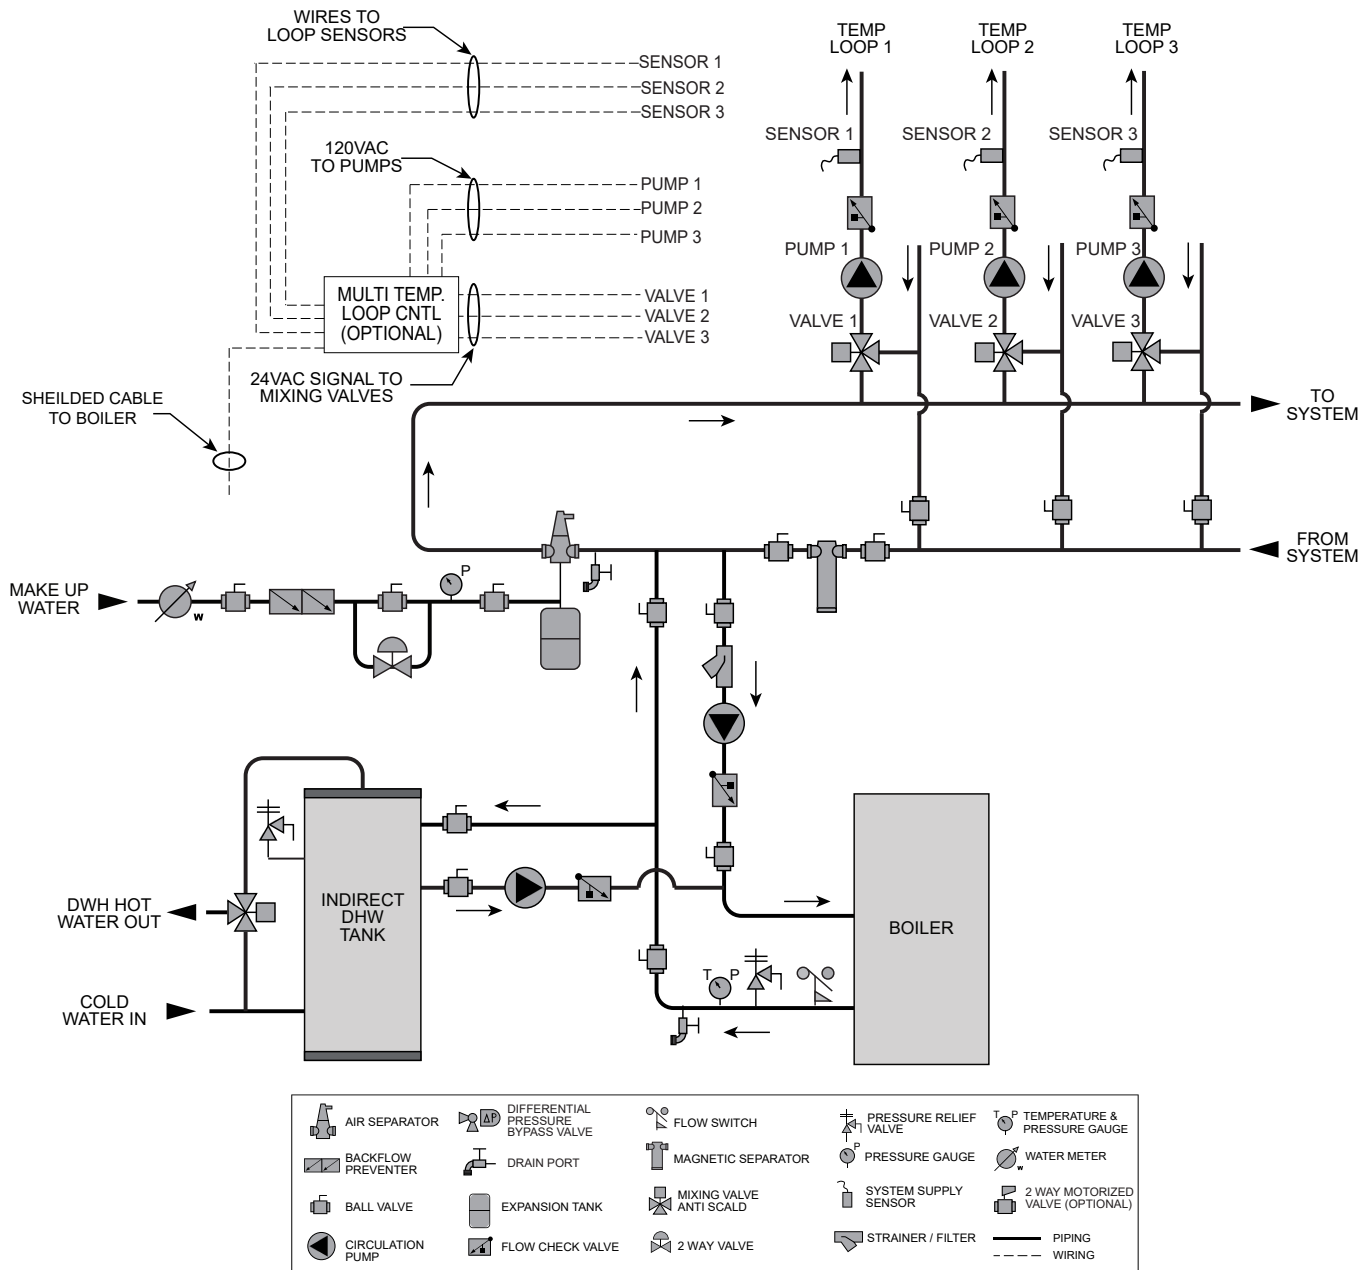 WIRES TO
LOOP SENSORS
SENSOR 1
SENSOR 2
SENSOR 3
120VAC
TO PUMPS
PUMP 1
PUMP 2
PUMP 3
MULTI TEMP.
LOOP CNTL
(OPTIONAL)
VALVE 1
VALVE 2
VALVE 3
24VAC SIGNAL TO
MIXING VALVES
SHEILDED CABLE
TO BOILER
TEMP
LOOP 1
TEMP
LOOP 2
TEMP
LOOP 3
SENSOR 1
SENSOR 2
SENSOR 3
PUMP 1
PUMP 2
PUMP 3
VALVE 1
VALVE 2
VALVE 3
TO
SYSTEM
FROM
SYSTEM
MAKE UP
WATER
W
P
INDIRECT
DHW
TANK
DWH HOT
WATER OUT
COLD
WATER IN
BOILER
T P
AIR SEPARATOR
BACKFLOW
PREVENTER
BALL VALVE
CIRCULATION
PUMP
ΔP
DIFFERENTIAL
PRESSURE
BYPASS VALVE
DRAIN PORT
EXPANSION TANK
FLOW CHECK VALVE
FLOW SWITCH
MAGNETIC SEPARATOR
MIXING VALVE
ANTI SCALD
2 WAY VALVE
PRESSURE RELIEF
VALVE
P
PRESSURE GAUGE
SYSTEM SUPPLY
SENSOR
STRAINER / FILTER
T P
TEMPERATURE &
PRESSURE GAUGE
W
WATER METER
2 WAY MOTORIZED
VALVE (OPTIONAL)
PIPING
WIRING